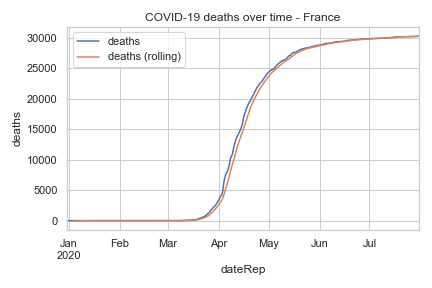 COVID-19 deaths over time - France
deaths
deaths (rolling)
30000
25000
20000
15000
10000
5000
0
deaths
Jan Feb Mar Apr May Jun Jul
2020
dateRep